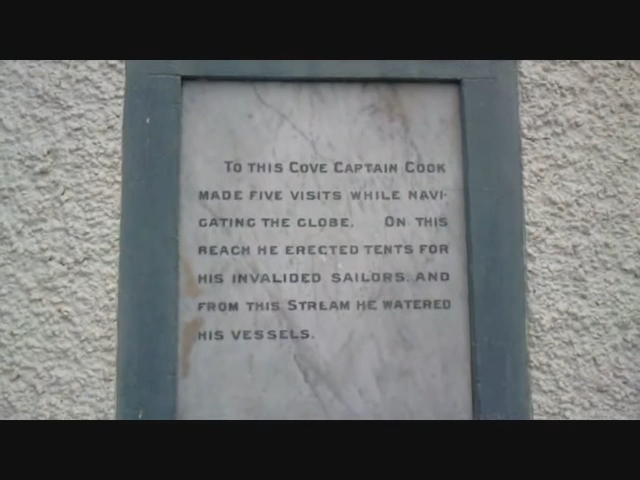 TO THIS COVE CAPTAIN COOK
MADE FIVE VISITS WHILE NAVI-
GATING THE GLOBE. ON THIS
REACH HE ERECTED TENTS FOR
HIS INVALIDED SAILORS. AND
FROM THIS STREAM HE WATERED
HIS VESSELS.